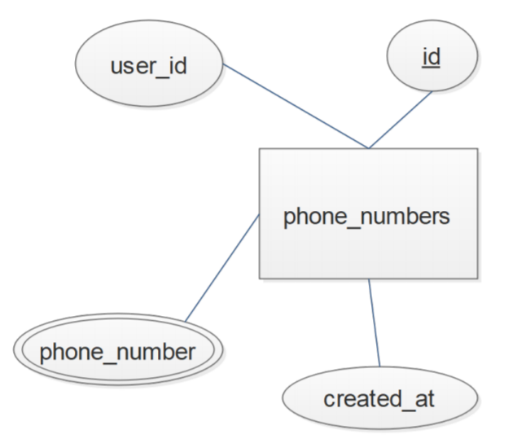 user_id
id
phone_numbers
phone_number
created_at